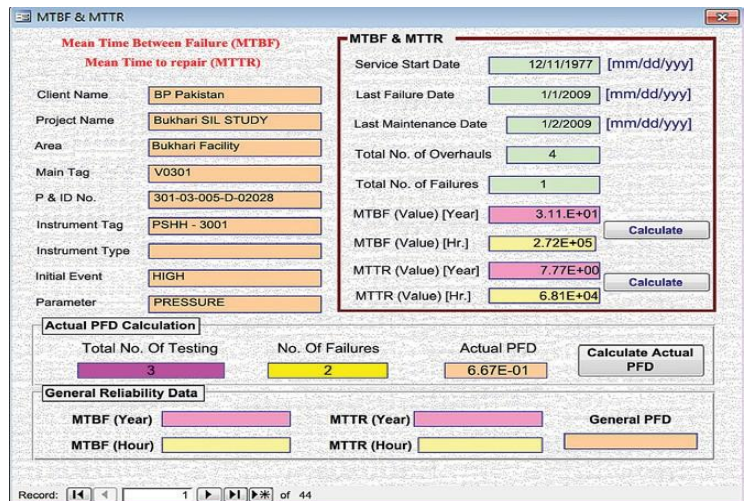 MTBF & MTTR
Mean Time Between Failure (MTBF)
Mean Time to repair (MTTR)
Client Name BP Pakistan
Project Name Bukhari SIL STUDY
Area Bukhari Facility
Main Tag V0301
P & ID No. 301-03-005-D-02028
Instrument Tag PSHH - 3001
Instrument Type
Initial Event HIGH
Parameter PRESSURE
MTBF & MTTR
Service Start Date 12/11/1977 [mm/dd/yyy]
Last Failure Date 1/1/2009 [mm/dd/yyy]
Last Maintenance Date 1/2/2009 [mm/dd/yyy]
Total No. of Overhauls 4
Total No. of Failures 1
MTBF (Value) [Year] 3.11.E+01
Calculate
MTBF (Value) [Hr.] 2.72E+05
MTTR (Value) [Year] 7.77E+00
Calculate
MTTR (Value) [Hr.] 6.81E+04
Actual PFD Calculation
Total No. Of Testing No. Of Failures Actual PFD
3 2 6.67E-01
Calculate Actual
PFD
General Reliability Data
MTBF (Year) MTTR (Year) General PFD
MTBF (Hour) MTTR (Hour)
Record: 1 of 44